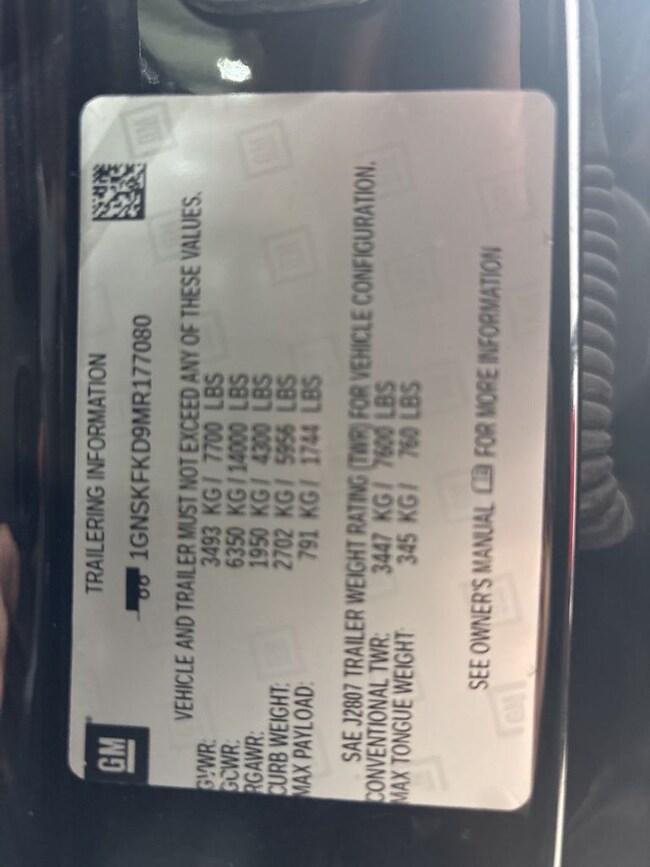 GM
TRAILERING INFORMATION
1GNSKFKD9MR177080
VEHICLE AND TRAILER MUST NOT EXCEED ANY OF THESE VALUES.
GVWR: 3493 KG/ 7700 LBS
GCWR: 6350 KG/14000 LBS
RGAWR: 1950 KG/ 4300 LBS
CURB WEIGHT: 2702 KG/ 5956 LBS
MAX PAYLOAD: 791 KG/ 1744 LBS
SAE J2807 TRAILER WEIGHT RATING (TWR) FOR VEHICLE CONFIGURATION.
CONVENTIONAL TWR: 3447 KG/ 7600 LBS
MAX TONGUE WEIGHT: 345 KG/ 760 LBS
SEE OWNER'S MANUAL FOR MORE INFORMATION